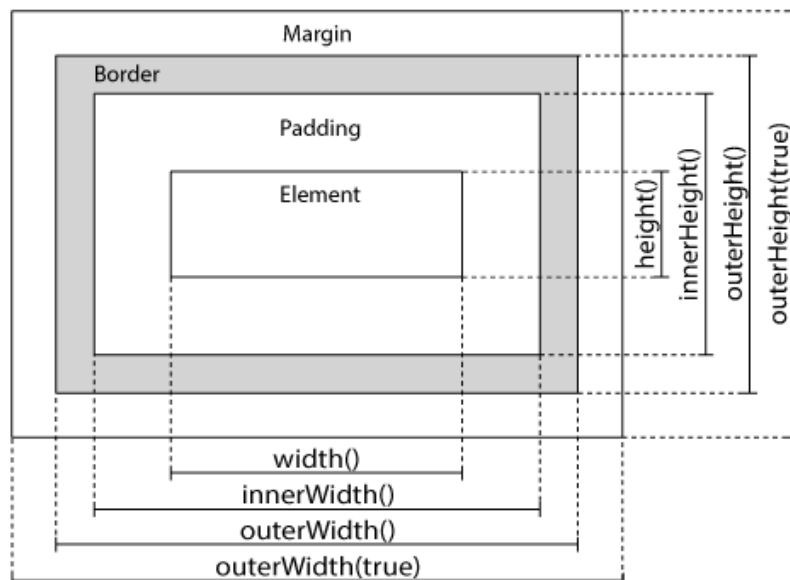 Margin
Border
Padding
Element
height()
innerHeight()
outerHeight()
outerHeight(true)
width()
innerWidth()
outerWidth()
outerWidth(true)